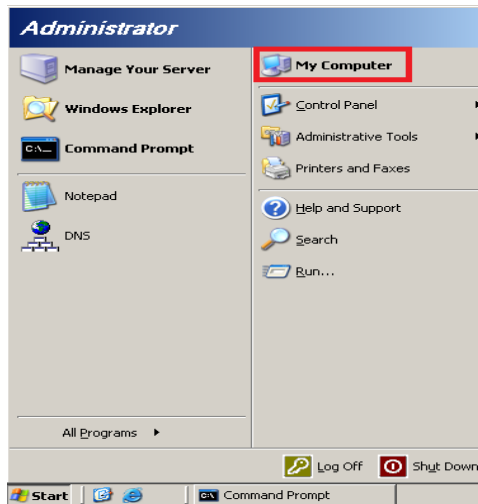 Administrator
Manage Your Server
Windows Explorer
C:\_
Command Prompt
Notepad
DNS
All Programs
My Computer
Control Panel
Administrative Tools
Printers and Faxes
Help and Support
Search
Run...
Log Off
Shut Down
Start
Command Prompt